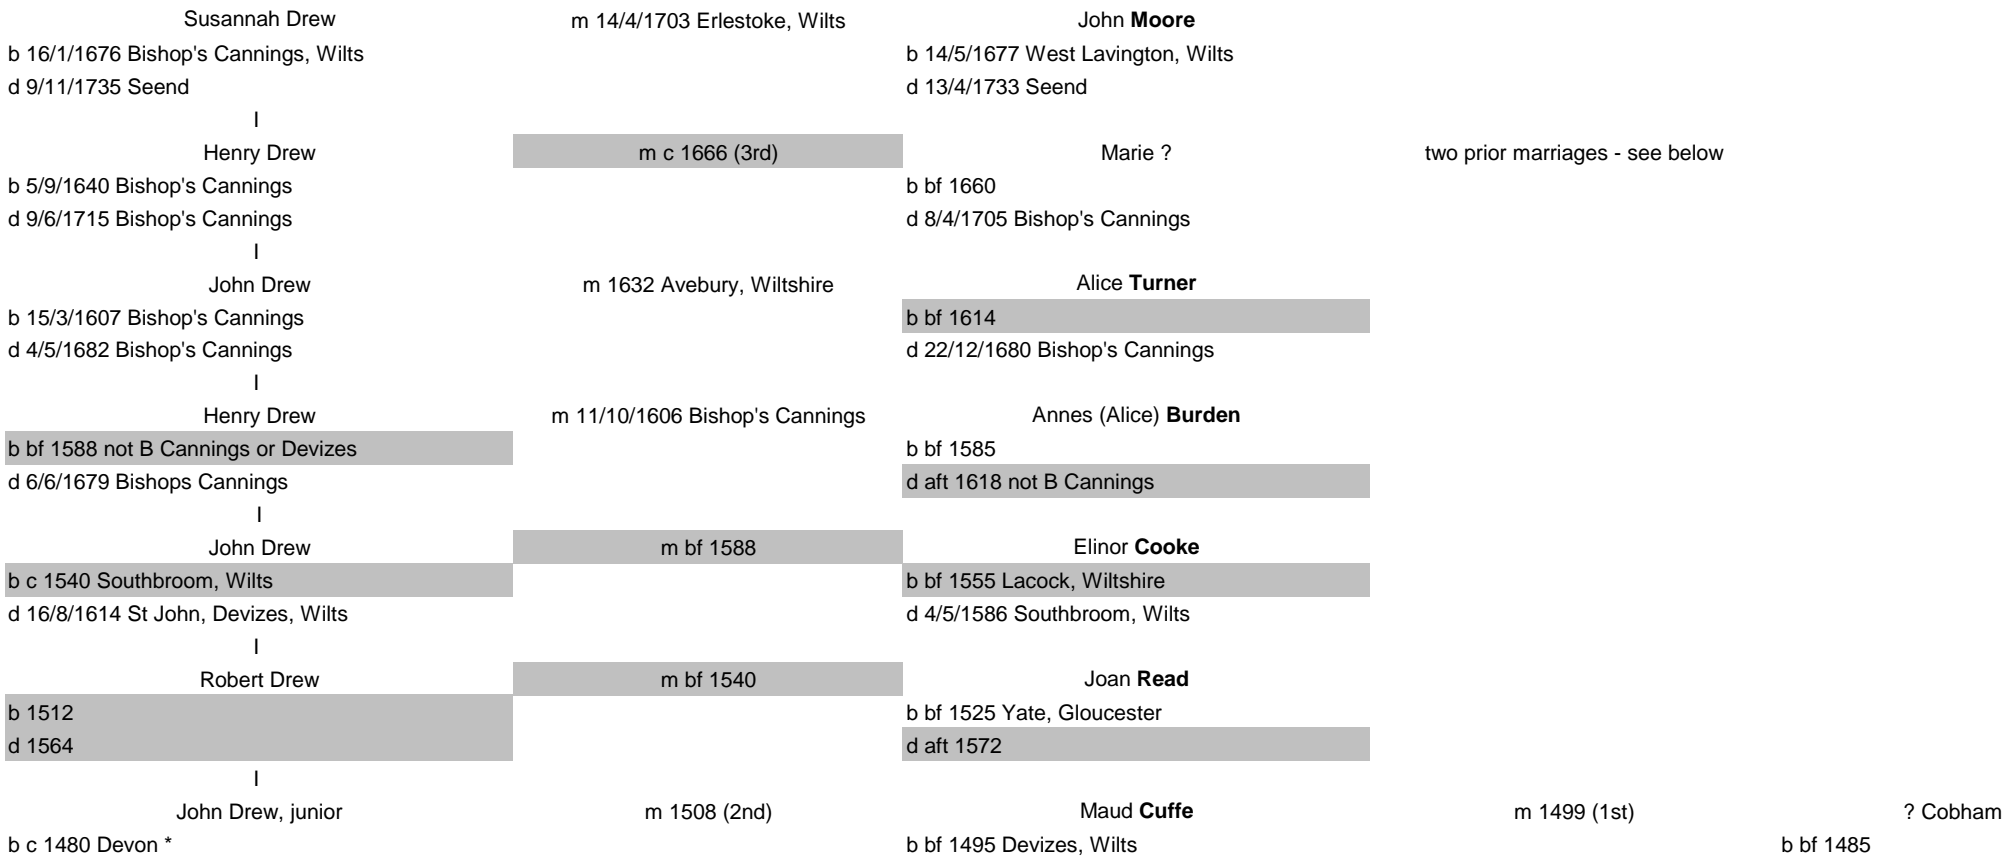 Susannah Drew m 14/4/1703 Erlestoke, Wilts John Moore
b 16/1/1676 Bishop's Cannings, Wilts b 14/5/1677 West Lavington, Wilts
d 9/11/1735 Seend d 13/4/1733 Seend
I
Henry Drew m c 1666 (3rd) Marie ? two prior marriages - see below
b 5/9/1640 Bishop's Cannings b bf 1660
d 9/6/1715 Bishop's Cannings d 8/4/1705 Bishop's Cannings
I
John Drew m 1632 Avebury, Wiltshire Alice Turner
b 15/3/1607 Bishop's Cannings b bf 1614
d 4/5/1682 Bishop's Cannings d 22/12/1680 Bishop's Cannings
I
Henry Drew m 11/10/1606 Bishop's Cannings Annes (Alice) Burden
b bf 1588 not B Cannings or Devizes b bf 1585
d 6/6/1679 Bishops Cannings d aft 1618 not B Cannings
I
John Drew m bf 1588 Elinor Cooke
b c 1540 Southbroom, Wilts b bf 1555 Lacock, Wiltshire
d 16/8/1614 St John, Devizes, Wilts d 4/5/1586 Southbroom, Wilts
I
Robert Drew m bf 1540 Joan Read
b 1512 b bf 1525 Yate, Gloucester
d 1564 d aft 1572
I
John Drew, junior m 1508 (2nd) Maud Cuffe m 1499 (1st) ? Cobham
b c 1480 Devon * b bf 1495 Devizes, Wilts b bf 1485